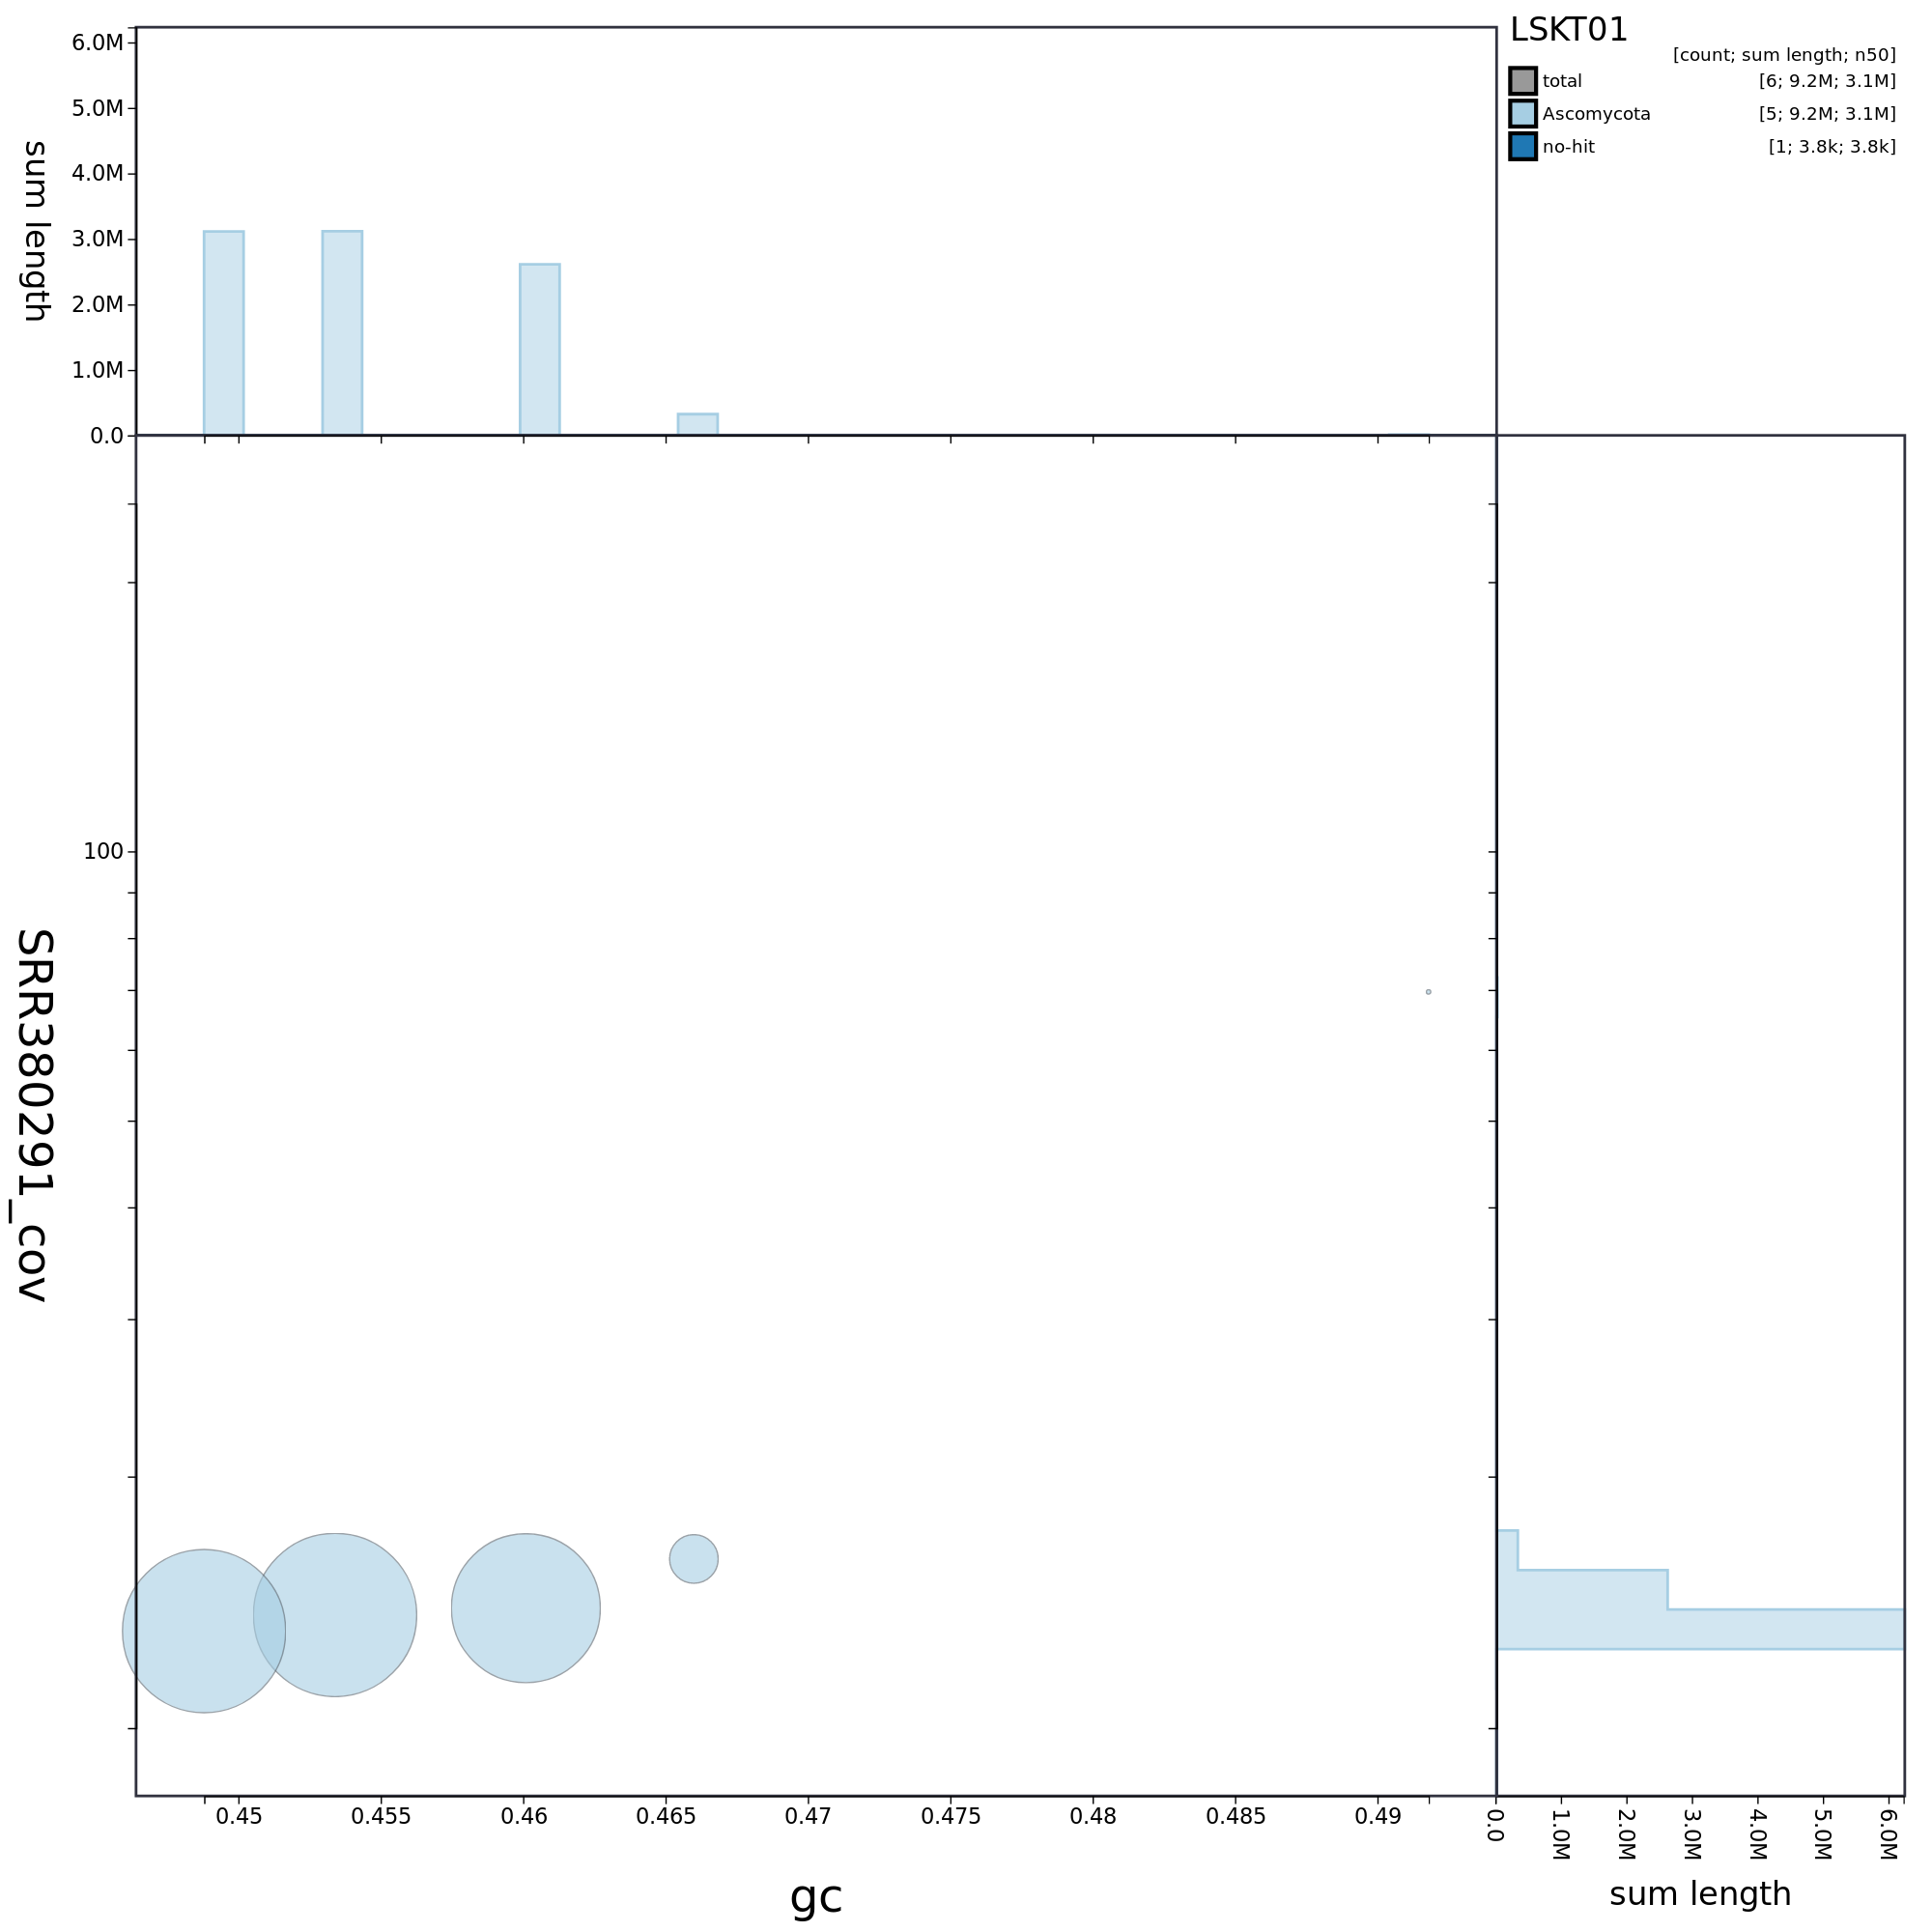 LSKT01
[count; sum length; n50]
total [6; 9.2M; 3.1M]
Ascomycota [5; 9.2M; 3.1M]
no-hit [1; 3.8k; 3.8k]
sum length
6.0M
5.0M
4.0M
3.0M
2.0M
1.0M
0.0
SRR380291_cov
100
0.45 0.455 0.46 0.465 0.47 0.475 0.48 0.485 0.49
gc
0.0 1.0M 2.0M 3.0M 4.0M 5.0M 6.0M
sum length